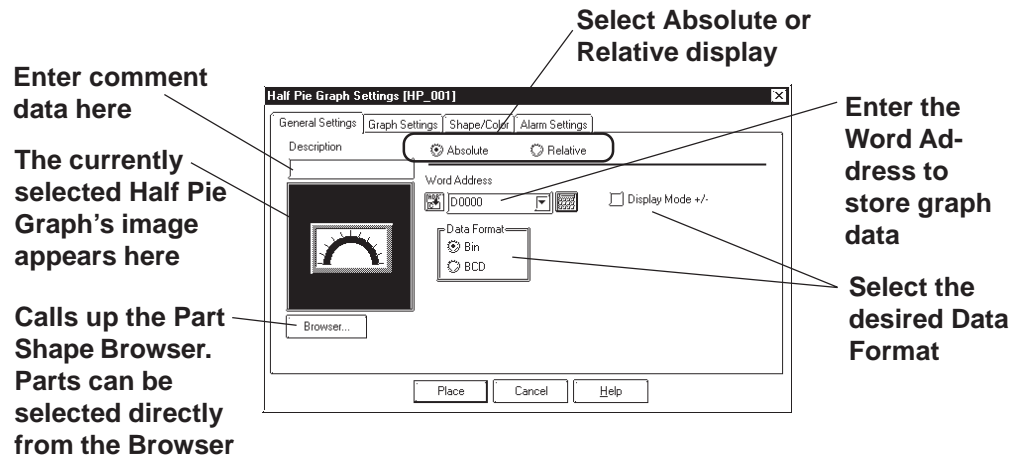 Select Absolute or
Relative display
Enter comment
data here
The currently
selected Half Pie
Graph's image
appears here
Calls up the Part
Shape Browser.
Parts can be
selected directly
from the Browser
Half Pie Graph Settings [HP_001]
General Settings Graph Settings Shape/Color Alarm Settings
Description
Absolute Relative
Word Address
D0000
Display Mode +/-
Data Format
Bin
BCD
Browser...
Place Cancel Help
Enter the
Word Ad-
dress to
store graph
data
Select the
desired Data
Format